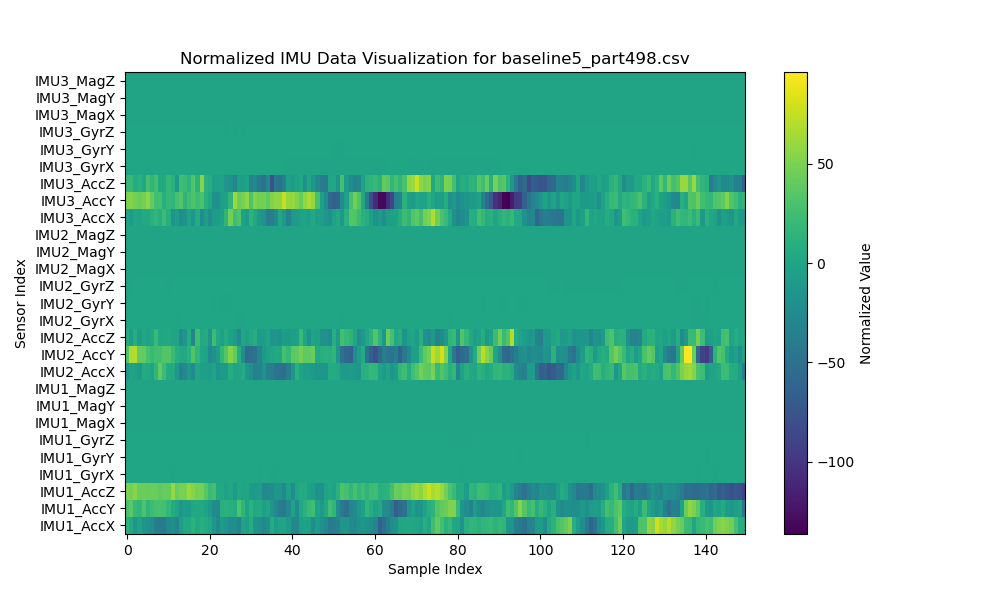 Normalized IMU Data Visualization for baseline5_part498.csv
IMU3_MagZ
IMU3_MagY
IMU3_MagX
IMU3_GyrZ
IMU3_GyrY
IMU3_GyrX
IMU3_AccZ
IMU3_AccY
IMU3_AccX
IMU2_MagZ
IMU2_MagY
IMU2_MagX
IMU2_GyrZ
IMU2_GyrY
IMU2_GyrX
IMU2_AccZ
IMU2_AccY
IMU2_AccX
IMU1_MagZ
IMU1_MagY
IMU1_MagX
IMU1_GyrZ
IMU1_GyrY
IMU1_GyrX
IMU1_AccZ
IMU1_AccY
IMU1_AccX
Sensor Index
0 20 40 60 80 100 120 140
Sample Index
50
0
−50
−100
Normalized Value